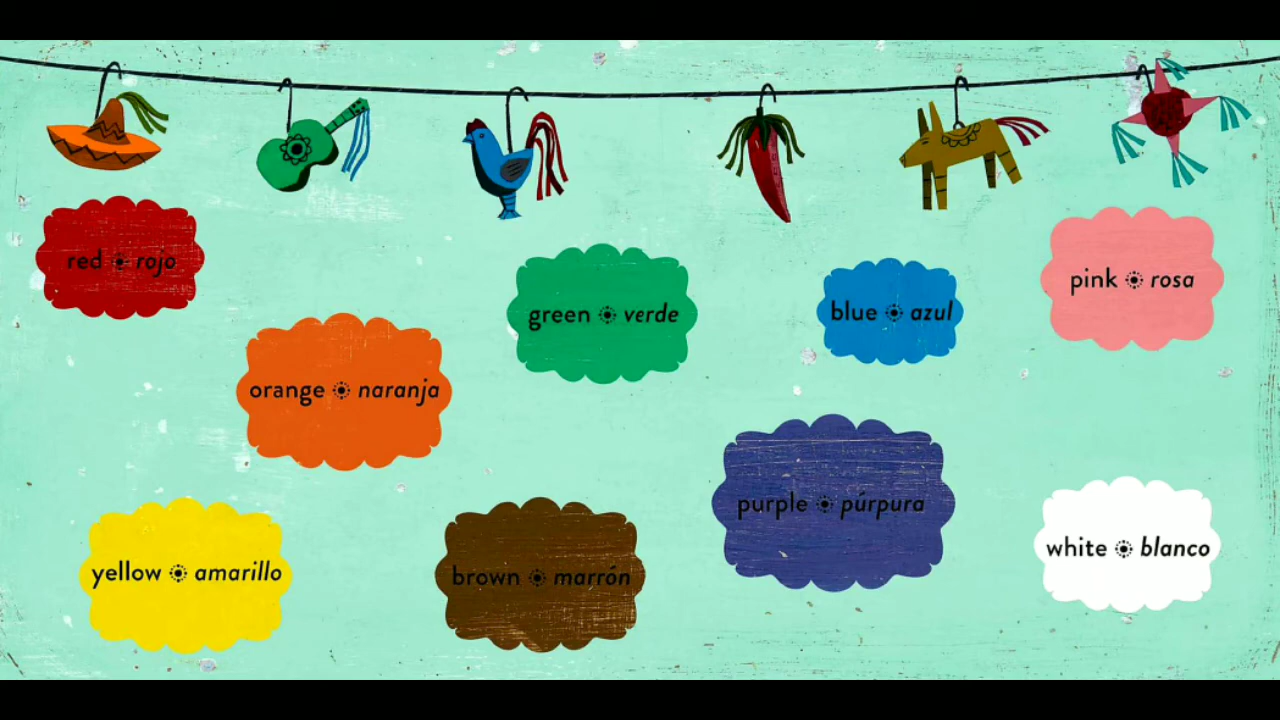 red rojo
orange naranja
green verde
blue azul
pink rosa
yellow amarillo
brown marrón
purple púrpura
white blanco